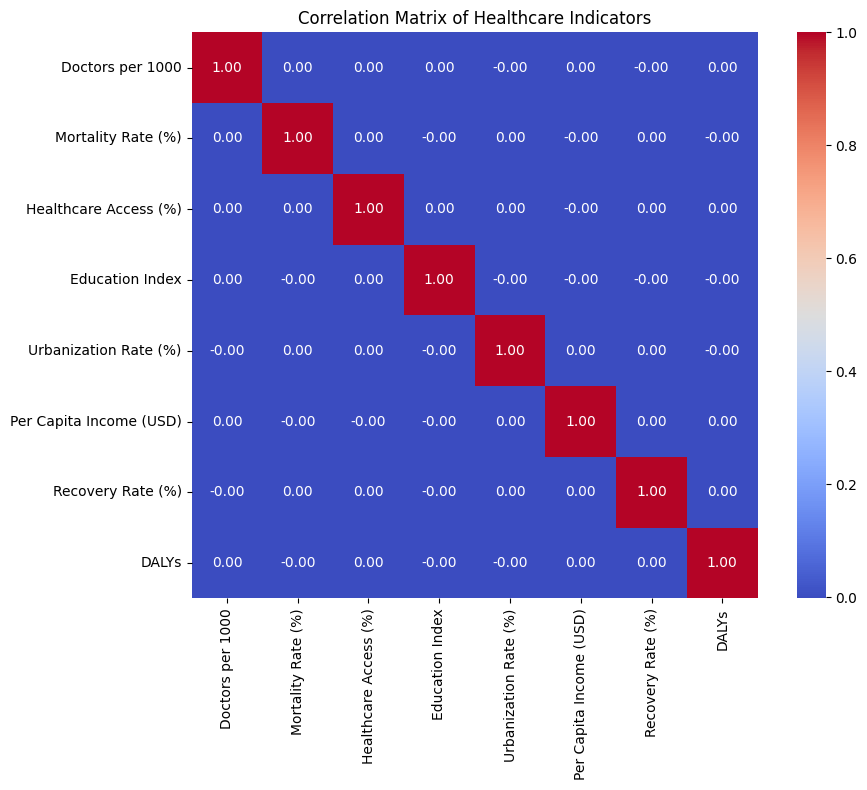 Correlation Matrix of Healthcare Indicators
Doctors per 1000 1.00 0.00 0.00 0.00 -0.00 0.00 -0.00 0.00
Mortality Rate (%) 0.00 1.00 0.00 -0.00 0.00 -0.00 0.00 -0.00
Healthcare Access (%) 0.00 0.00 1.00 0.00 0.00 -0.00 0.00 0.00
Education Index 0.00 -0.00 0.00 1.00 -0.00 -0.00 -0.00 -0.00
Urbanization Rate (%) -0.00 0.00 0.00 -0.00 1.00 0.00 0.00 -0.00
Per Capita Income (USD) 0.00 -0.00 -0.00 -0.00 0.00 1.00 0.00 0.00
Recovery Rate (%) -0.00 0.00 0.00 -0.00 0.00 0.00 1.00 0.00
DALYs 0.00 -0.00 0.00 -0.00 -0.00 0.00 0.00 1.00
Doctors per 1000
Mortality Rate (%)
Healthcare Access (%)
Education Index
Urbanization Rate (%)
Per Capita Income (USD)
Recovery Rate (%)
DALYs
1.0
0.8
0.6
0.4
0.2
0.0